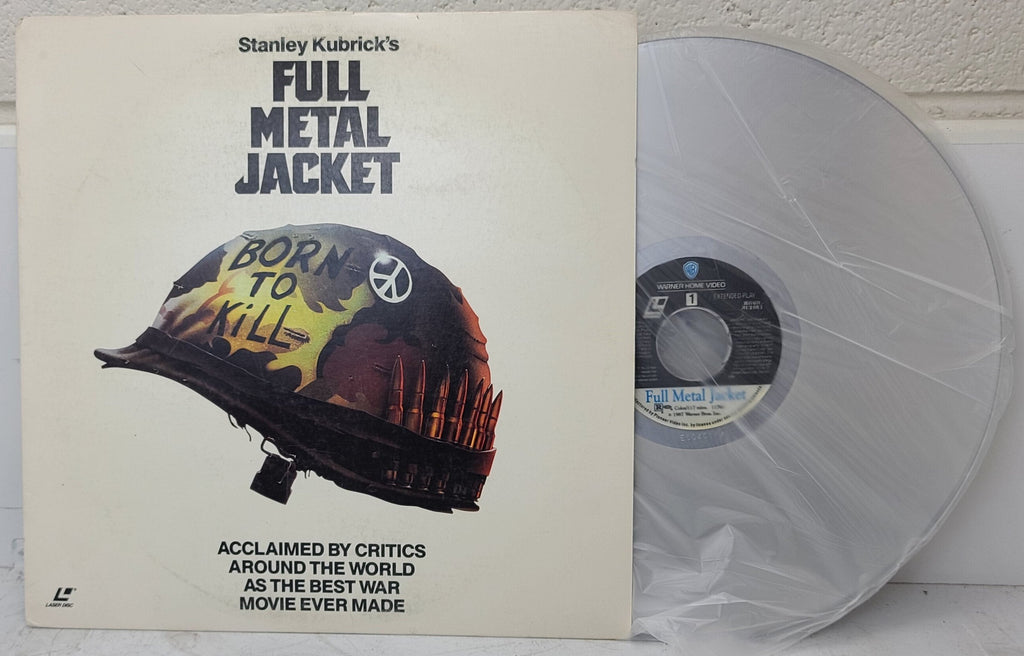 Stanley Kubrick's
FULL
METAL
JACKET
BORN
TO
KiLL
ACCLAIMED BY CRITICS
AROUND THE WORLD
AS THE BEST WAR
MOVIE EVER MADE
LASER DISC
WARNER HOME VIDEO
1
EXTENDED PLAY
Full Metal Jacket
R